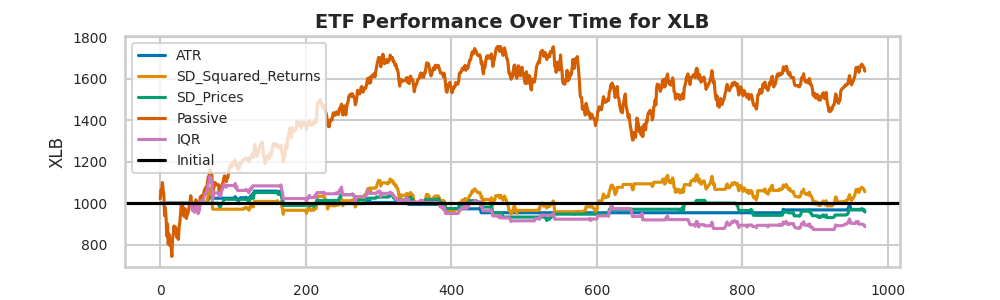 ETF Performance Over Time for XLB
XLB
1800
1600
1400
1200
1000
800
ATR
SD_Squared_Returns
SD_Prices
Passive
IQR
Initial
0 200 400 600 800 1000